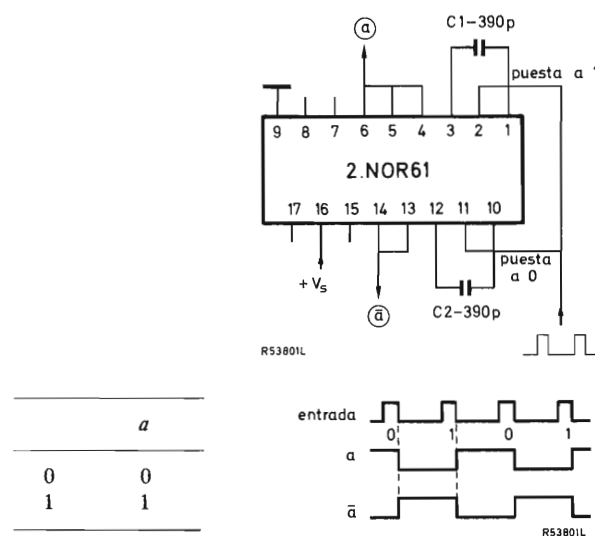 ⓐ
C1–390p
puesta a 1
9 8 7 6 5 4 3 2 1
2.NOR61
17 16 15 14 13 12 11 10
puesta
a 0
+Vs
ā
C2–390p
R53801L
a
0 0
1 1
entrada
0 1 0 1
a
ā
R53801L